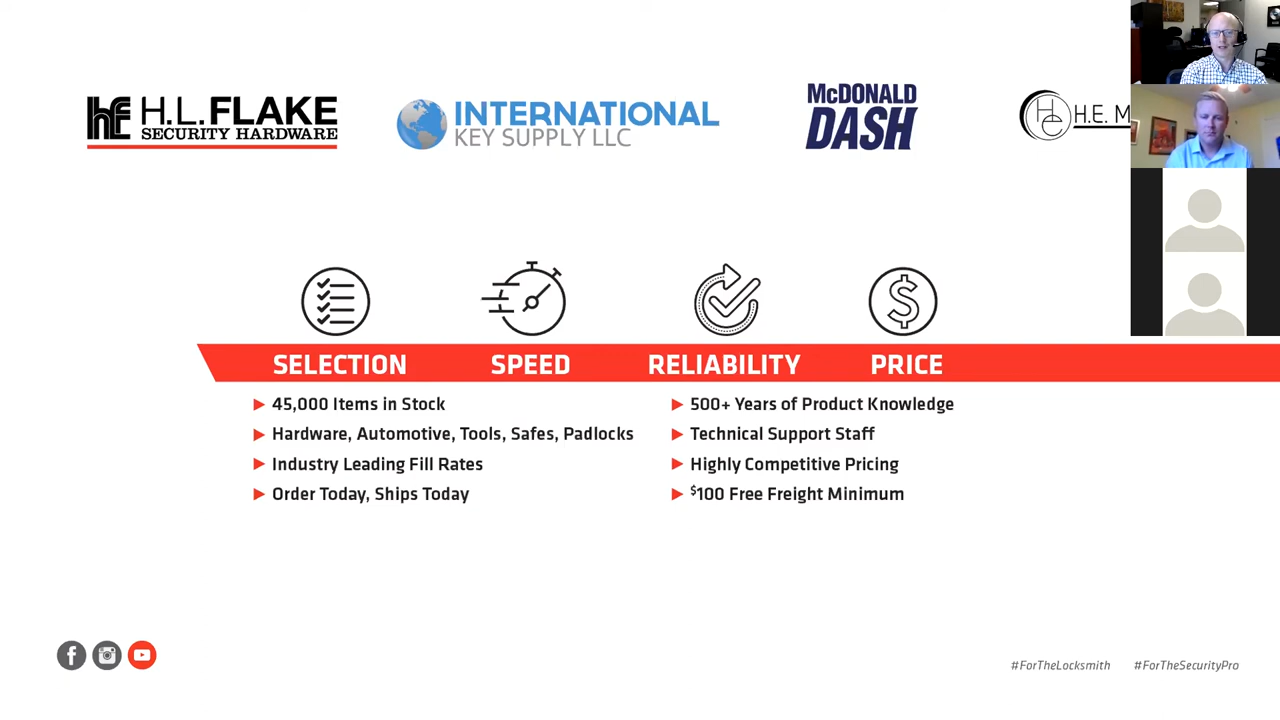 hf H.L.FLAKE
SECURITY HARDWARE
INTERNATIONAL
KEY SUPPLY LLC
McDONALD
DASH
HEC H.E. M
SELECTION SPEED RELIABILITY PRICE
45,000 Items in Stock
Hardware, Automotive, Tools, Safes, Padlocks
Industry Leading Fill Rates
Order Today, Ships Today
500+ Years of Product Knowledge
Technical Support Staff
Highly Competitive Pricing
$100 Free Freight Minimum
#ForTheLocksmith #ForTheSecurityPro